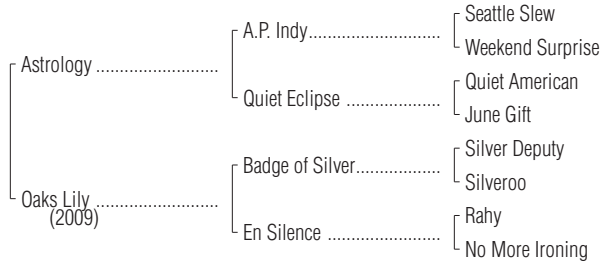 Seattle Slew
A.P. Indy..............................
Weekend Surprise
Astrology ............................
Quiet American
Quiet Eclipse ......................
June Gift
Silver Deputy
Badge of Silver...................
Silveroo
Oaks Lily ............................
(2009)
Rahy
En Silence ..........................
No More Ironing